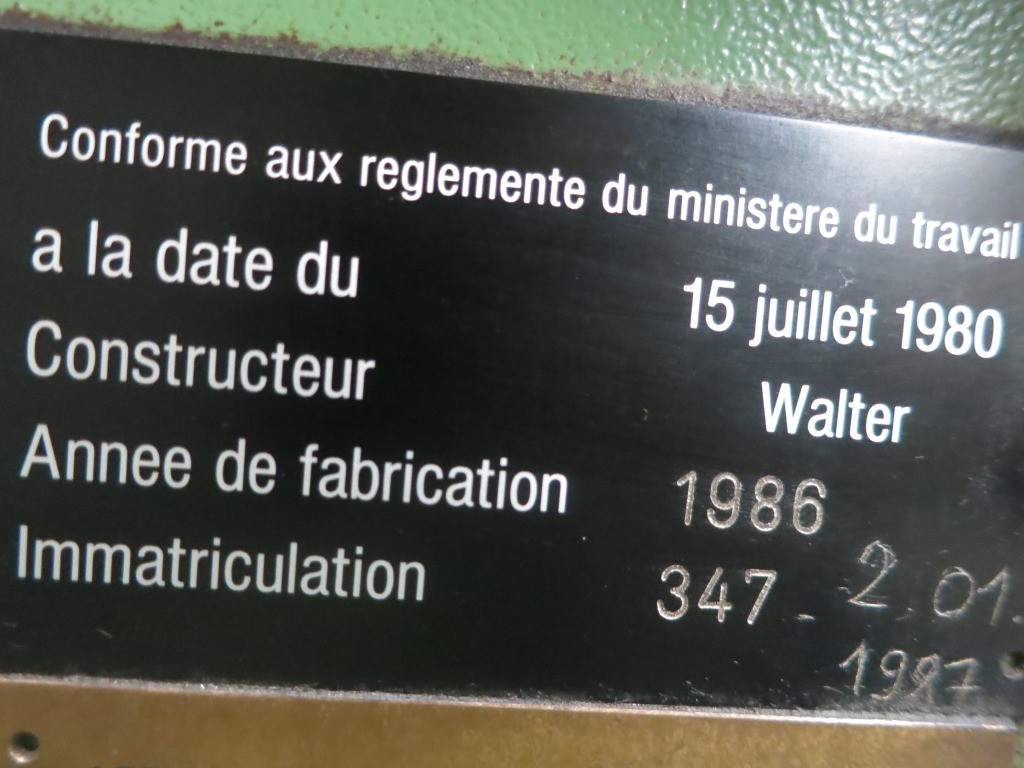 Conforme aux reglemente du ministere du travail
a la date du 15 juillet 1980
Constructeur Walter
Annee de fabrication 1986
Immatriculation 347 - 2.01.
1997